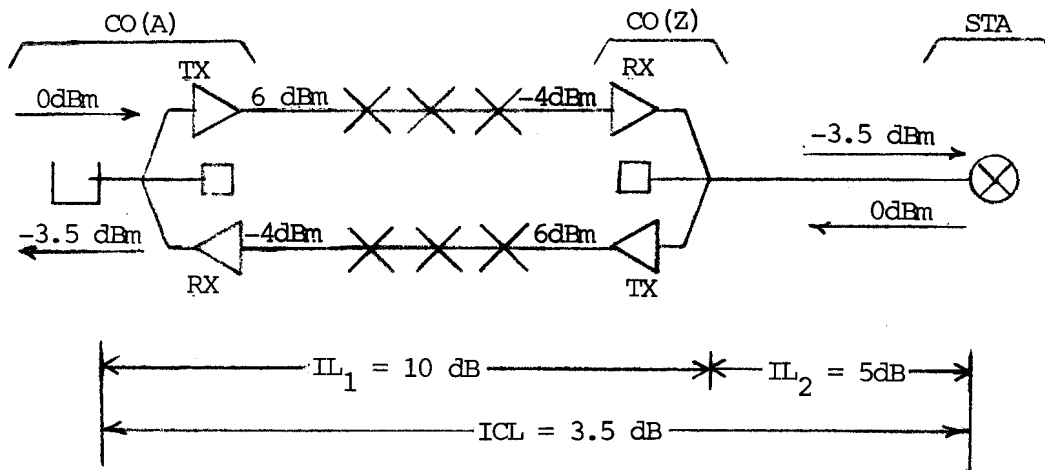 CO(A) CO(Z) STA
TX RX
0dBm 6 dBm -4dBm
-3.5 dBm
0dBm
-3.5 dBm -4dBm 6dBm
RX TX
IL1 = 10 dB IL2 = 5dB
ICL = 3.5 dB